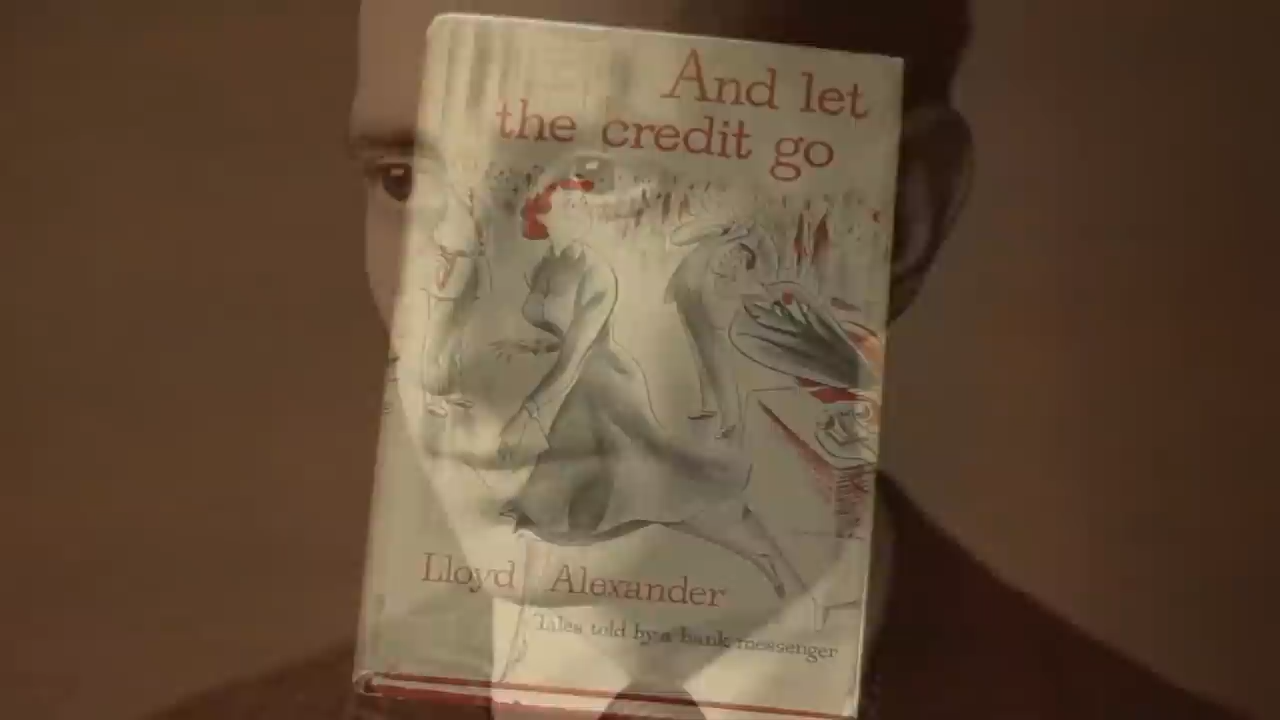 And let
the credit go
Lloyd Alexander
Tales told by a bank messenger